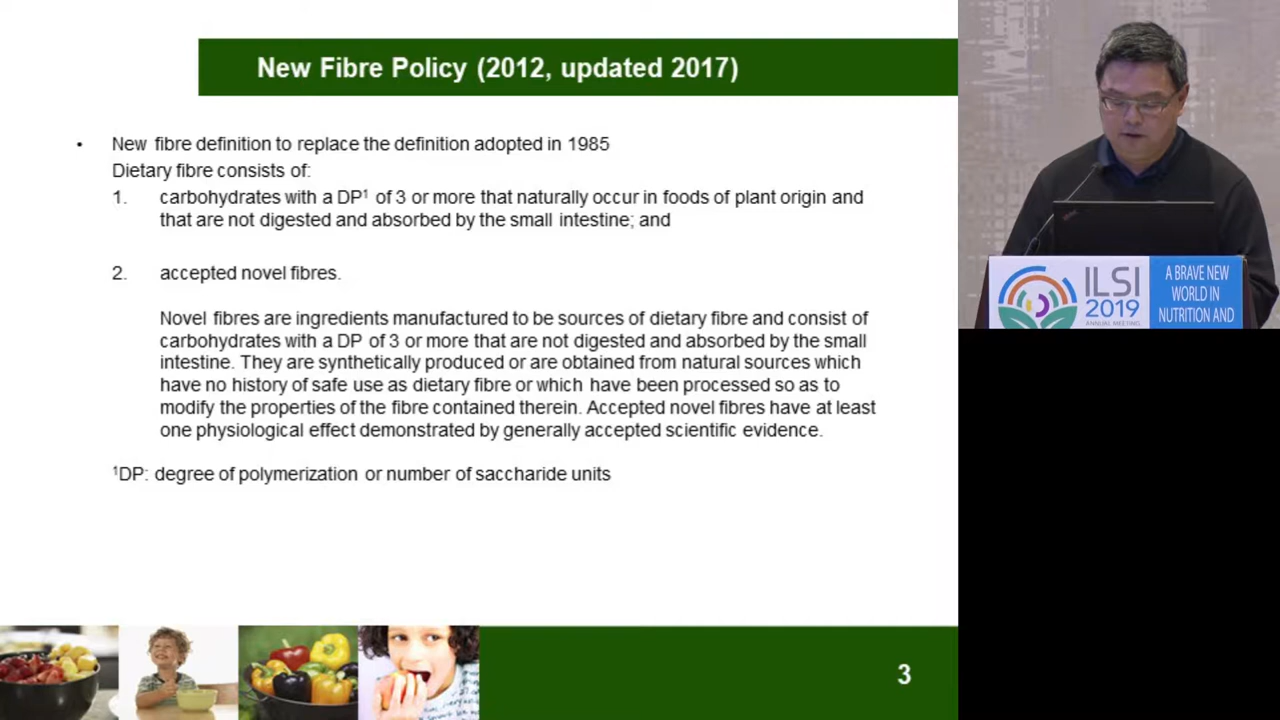 New Fibre Policy (2012, updated 2017)
• New fibre definition to replace the definition adopted in 1985
Dietary fibre consists of:
1. carbohydrates with a DP¹ of 3 or more that naturally occur in foods of plant origin and
that are not digested and absorbed by the small intestine; and
2. accepted novel fibres.
Novel fibres are ingredients manufactured to be sources of dietary fibre and consist of
carbohydrates with a DP of 3 or more that are not digested and absorbed by the small
intestine. They are synthetically produced or are obtained from natural sources which
have no history of safe use as dietary fibre or which have been processed so as to
modify the properties of the fibre contained therein. Accepted novel fibres have at least
one physiological effect demonstrated by generally accepted scientific evidence.
¹DP: degree of polymerization or number of saccharide units
3
ILSI
2019
ANNUAL MEETING
A BRAVE NEW
WORLD IN
NUTRITION AND